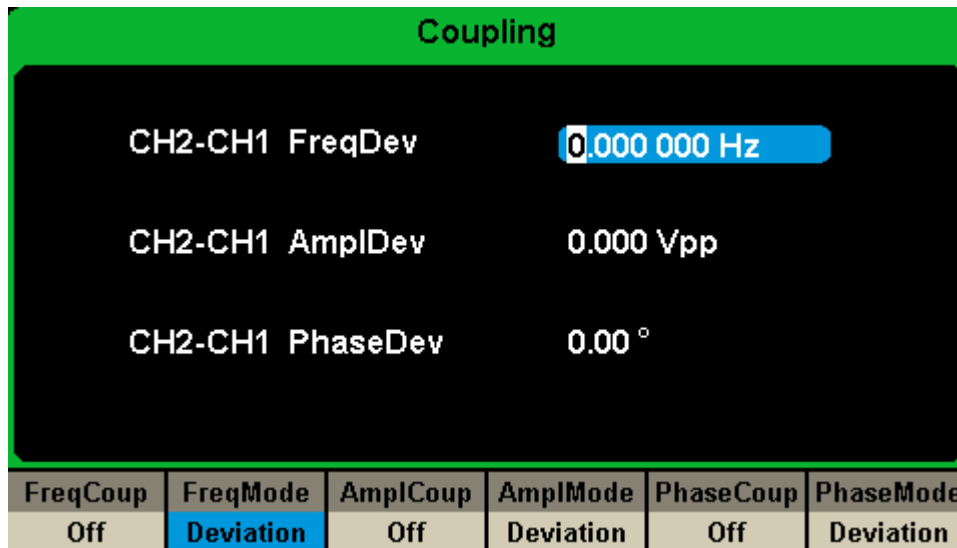 Coupling
CH2-CH1 FreqDev 0.000 000 Hz
CH2-CH1 AmplDev 0.000 Vpp
CH2-CH1 PhaseDev 0.00 °
FreqCoup FreqMode AmplCoup AmplMode PhaseCoup PhaseMode
Off Deviation Off Deviation Off Deviation